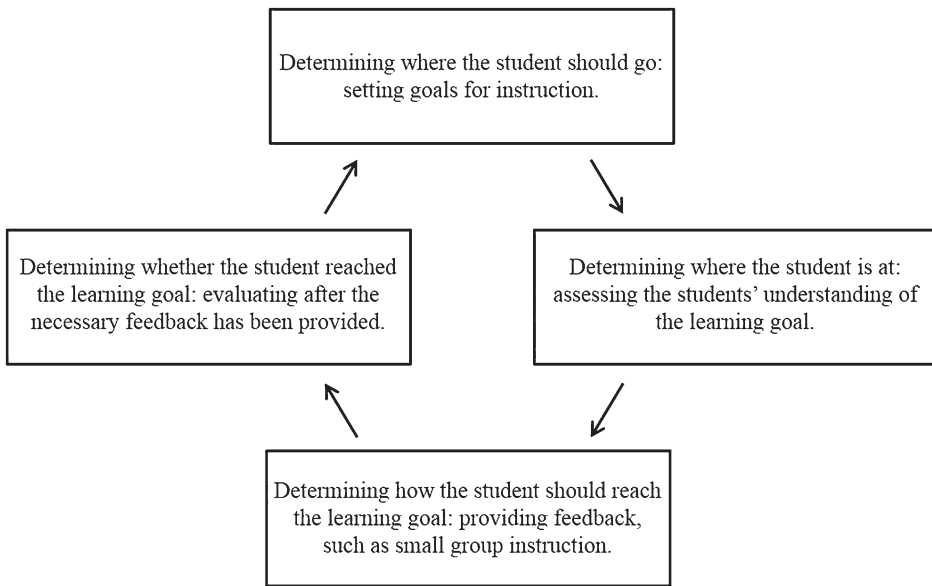 Determining where the student should go:
setting goals for instruction.
Determining whether the student reached
the learning goal: evaluating after the
necessary feedback has been provided.
Determining where the student is at:
assessing the students’ understanding of
the learning goal.
Determining how the student should reach
the learning goal: providing feedback,
such as small group instruction.